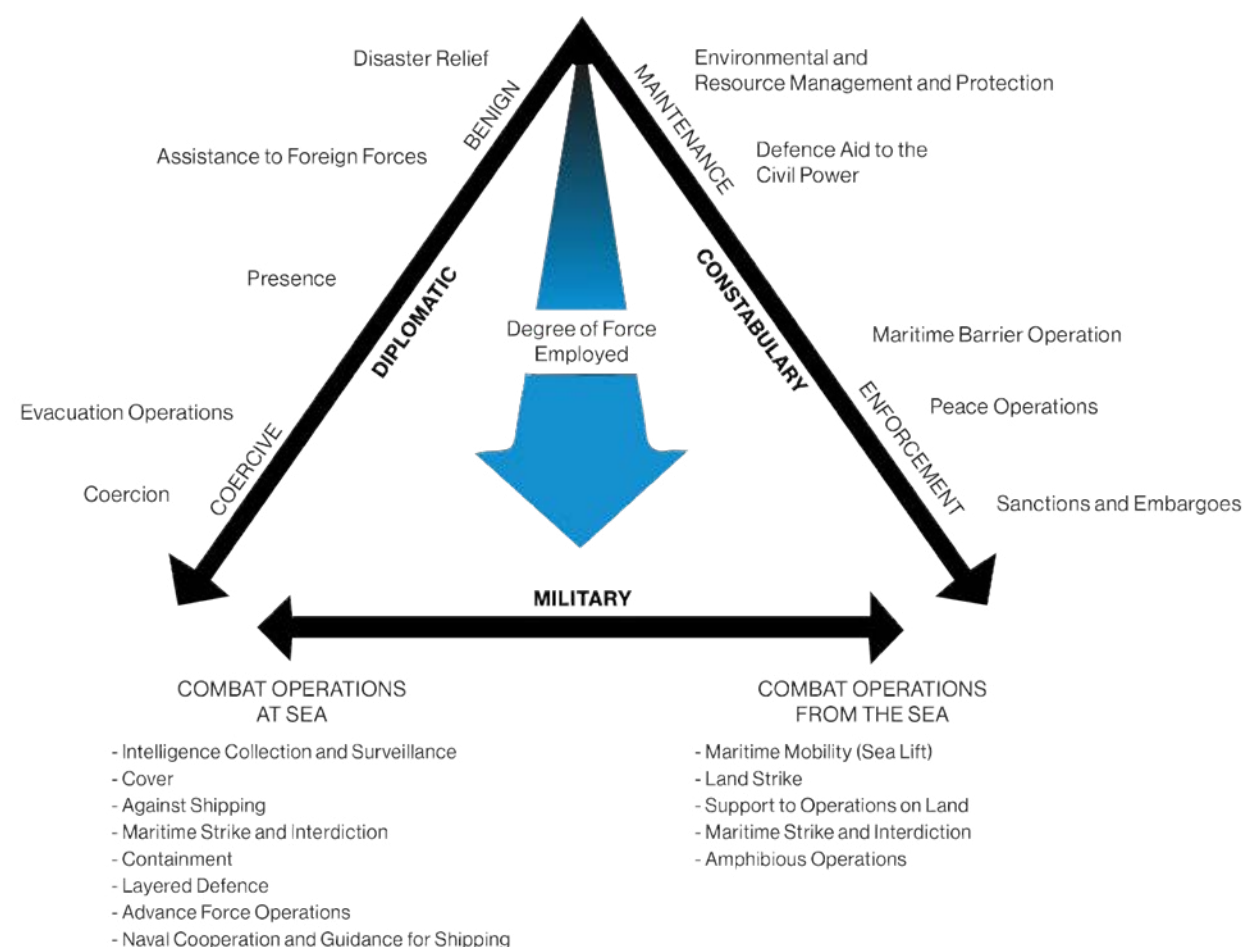 Disaster Relief
BENIGN
MAINTENANCE
Environmental and
Resource Management and Protection
Assistance to Foreign Forces
Defence Aid to the
Civil Power
Presence
DIPLOMATIC
Degree of Force
Employed
CONSTABULARY
Maritime Barrier Operation
Evacuation Operations
Peace Operations
Coercion
COERCIVE
ENFORCEMENT
Sanctions and Embargoes
MILITARY
COMBAT OPERATIONS
AT SEA
- Intelligence Collection and Surveillance
- Cover
- Against Shipping
- Maritime Strike and Interdiction
- Containment
- Layered Defence
- Advance Force Operations
- Naval Cooperation and Guidance for Shipping
COMBAT OPERATIONS
FROM THE SEA
- Maritime Mobility (Sea Lift)
- Land Strike
- Support to Operations on Land
- Maritime Strike and Interdiction
- Amphibious Operations